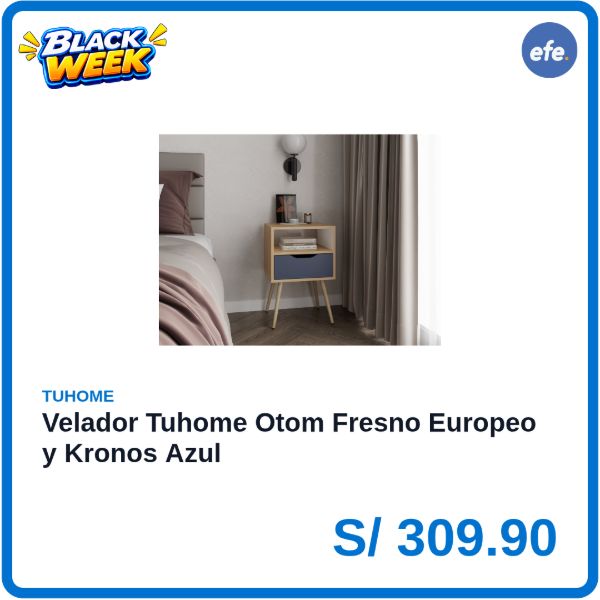 BLACK
WEEK
efe.
TUHOME
Velador Tuhome Otom Fresno Europeo
y Kronos Azul
S/ 309.90